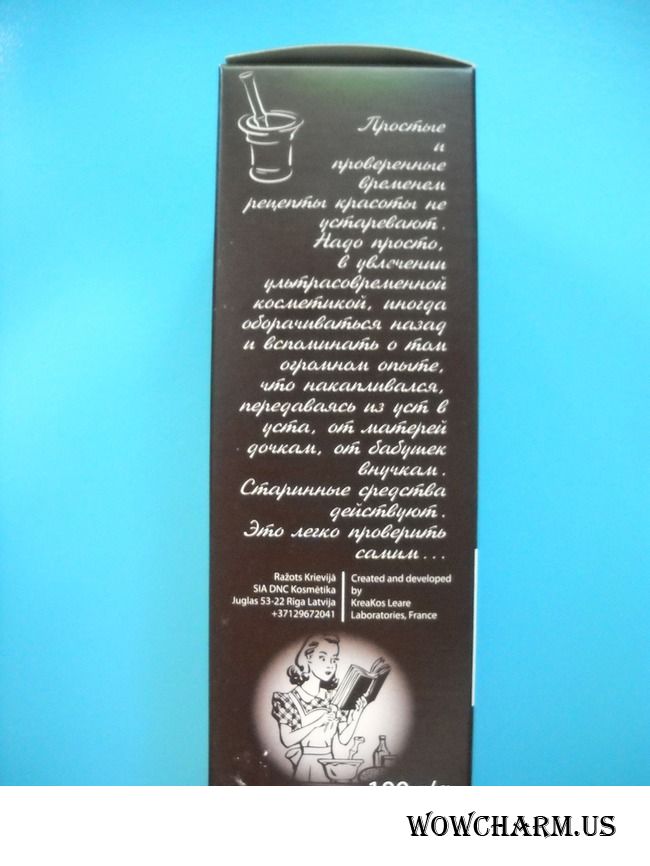 Простые
и
проверенные
временем
рецепты красоты не
устаревают.
Надо просто,
в увлечении
ультрасовременной
косметикой, иногда
оборачиваться назад
и вспоминать о том
огромном опыте,
что накапливался,
передаваясь из уст в
уста, от матерей
дочкам, от бабушек
внучкам.
Старинные средства
действуют.
Это легко проверить
самим...
Ražots Krievijā
SIA DNC Kosmētika
Juglas 53-22 Rīga Latvija
+37129672041
Created and developed
by
KreaKos Leare
Laboratories, France
WOWCHARM.US